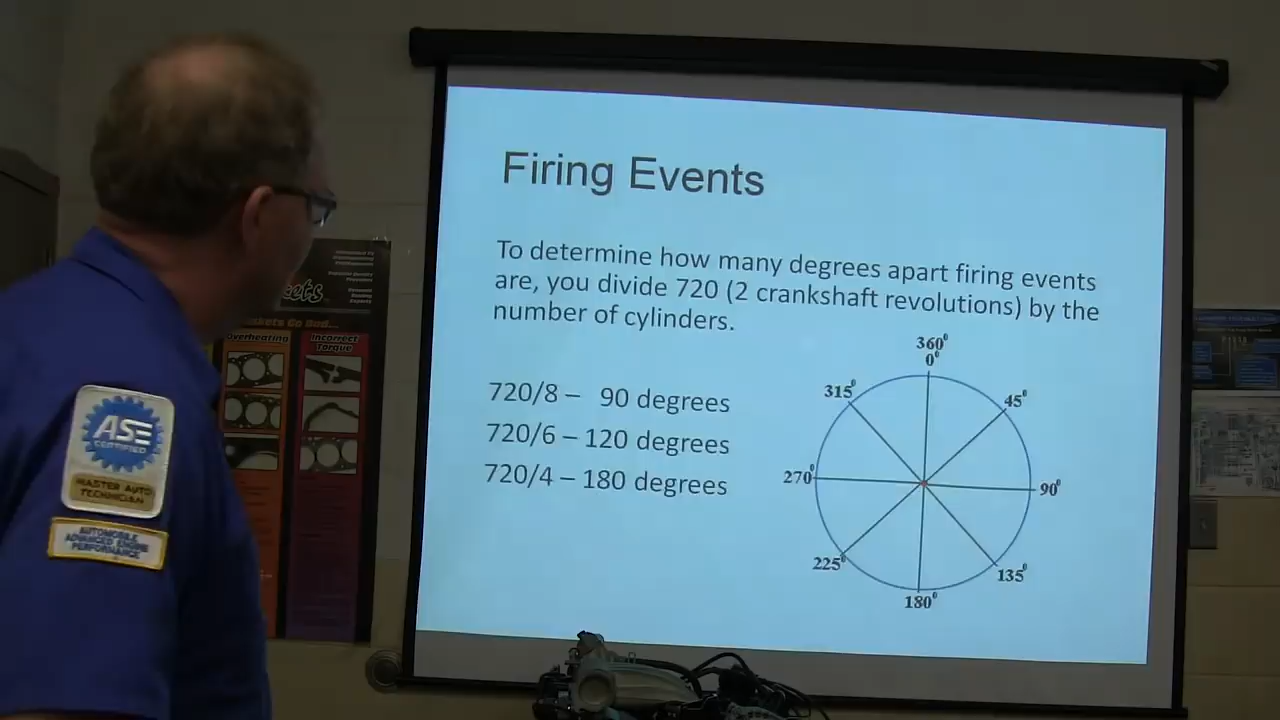 Firing Events
To determine how many degrees apart firing events
are, you divide 720 (2 crankshaft revolutions) by the
number of cylinders.
720/8 – 90 degrees
720/6 – 120 degrees
720/4 – 180 degrees
360⁰
0⁰
45⁰
90⁰
135⁰
180⁰
225⁰
270⁰
315⁰
ASE
CERTIFIED
MASTER AUTO
TECHNICIAN
AUTOMOBILE
ADVANCED ENGINE
PERFORMANCE
Overheating
Incorrect
Torque